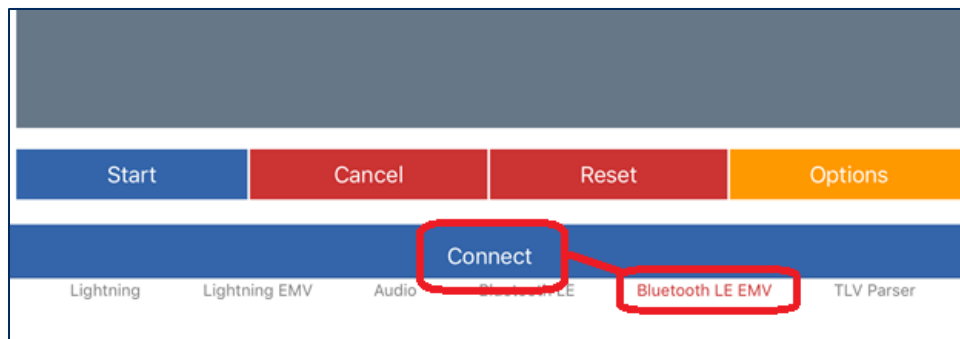 Start Cancel Reset Options
Connect
Lightning Lightning EMV Audio Bluetooth LE Bluetooth LE EMV TLV Parser